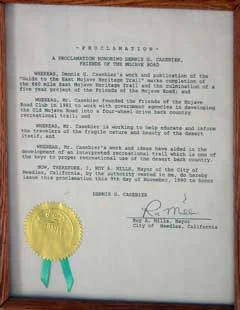 - PROCLAMATION -
A PROCLAMATION HONORING DENNIS G. CASEBIER,
FRIENDS OF THE MOJAVE ROAD
WHEREAS, Dennis G. Casebier's work and publication of the
"Guide to the East Mojave Heritage Trail" marks completion of
the 660 mile East Mojave Heritage Trail and the culmination of a
five year project of the Friends of the Mojave Road; and
WHEREAS, Mr. Casebier founded the Friends of the Mojave
Road Club in 1981 to work with government agencies in developing
the Old Mojave Road into a four-wheel drive back country
recreational trail; and
WHEREAS, Mr. Casebier is working to help educate and inform
the travelers of the fragile nature and beauty of the desert
itself; and
WHEREAS, Mr. Casebier's work and ideas have aided in the
development of an interpreted recreational trail which is one of
the keys to proper recreational use of the desert back country.
NOW, THEREFORE, I, ROY A. MILLS, Mayor of the City of
Needles, California, by the authority vested in me, do hereby
issue this proclamation this 9th day of November, 1990 to honor
DENNIS G. CASEBIER
Roy A. Mills, Mayor
City of Needles, California